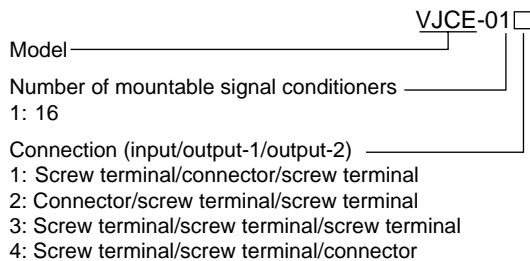 VJCE-01□
Model
Number of mountable signal conditioners
1: 16
Connection (input/output-1/output-2)
1: Screw terminal/connector/screw terminal
2: Connector/screw terminal/screw terminal
3: Screw terminal/screw terminal/screw terminal
4: Screw terminal/screw terminal/connector